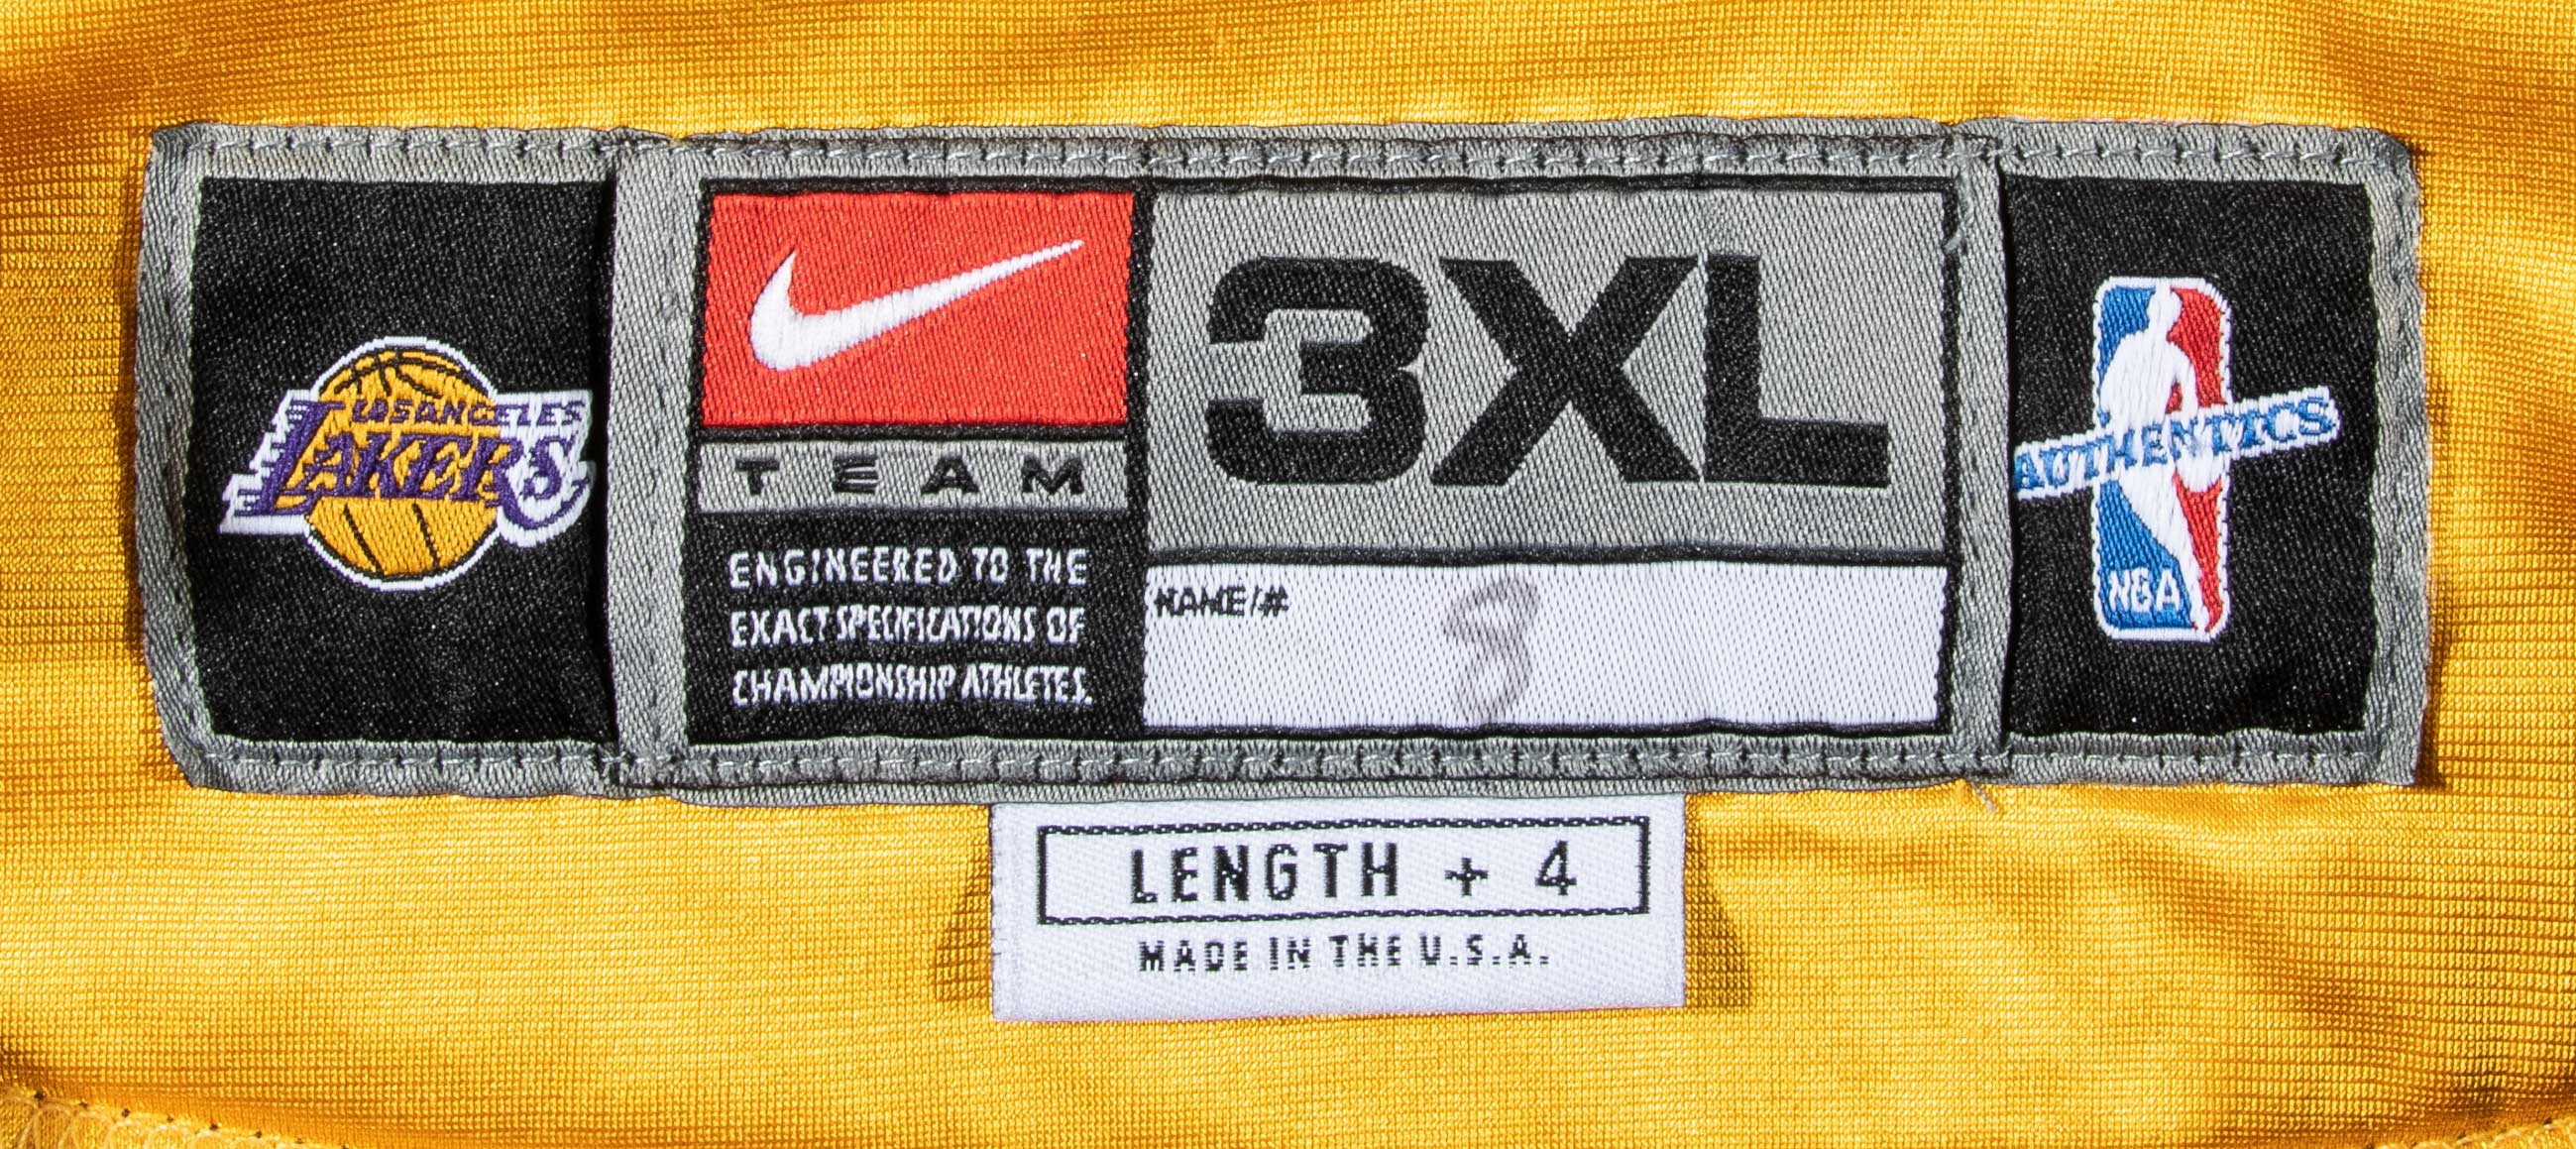 LOS ANGELES
LAKERS
TEAM
ENGINEERED TO THE
EXACT SPECIFICATIONS OF
CHAMPIONSHIP ATHLETES.
3XL
NAME/#
8
AUTHENTICS
NBA
LENGTH + 4
MADE IN THE U.S.A.